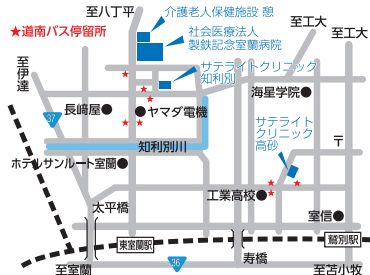 至八丁平
介護老人保健施設 憩
★道南バス停留所
社会医療法人
製鉄記念室蘭病院
至工大
至工大
至伊達
サテライトクリニック
知利別
海星学院
長崎屋
ヤマダ電機
37
サテライト
クリニック
高砂
〒
知利別川
ホテルサンルート室蘭
工業高校
太平橋
室信
東室蘭駅
鷲別駅
至室蘭
36
寿橋
至苫小牧